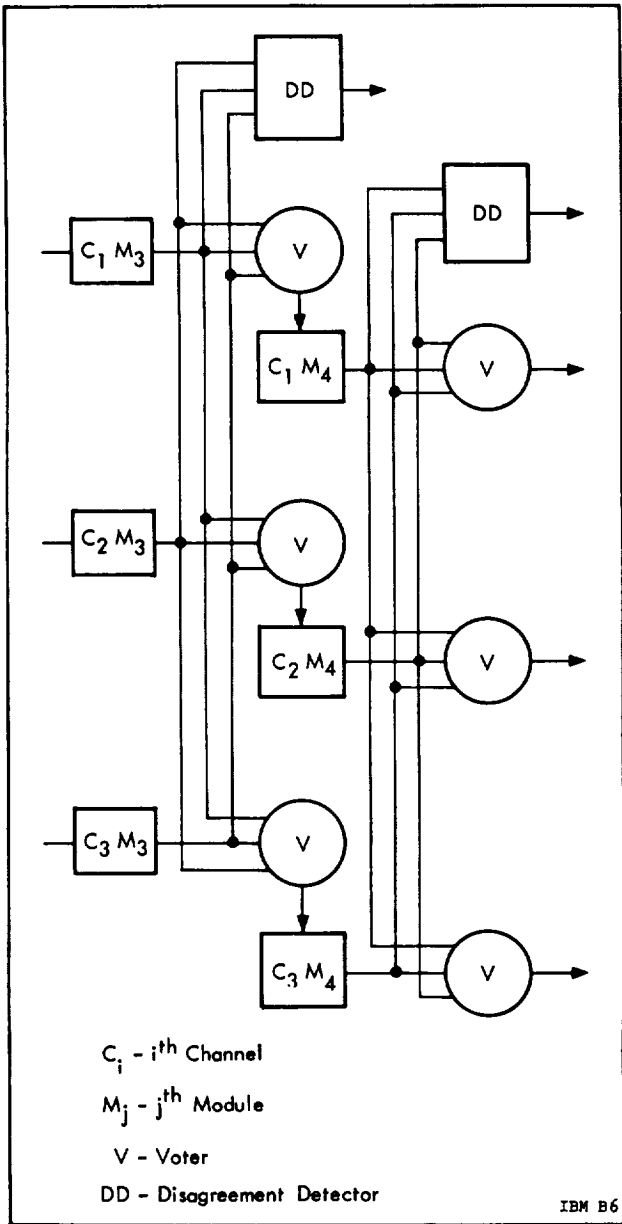 DD
DD
C₁ M₃
V
C₁ M₄
V
C₂ M₃
V
C₂ M₄
V
C₃ M₃
V
C₃ M₄
V
Cᵢ - iᵗʰ Channel
Mⱼ - jᵗʰ Module
V - Voter
DD - Disagreement Detector
IBM B6